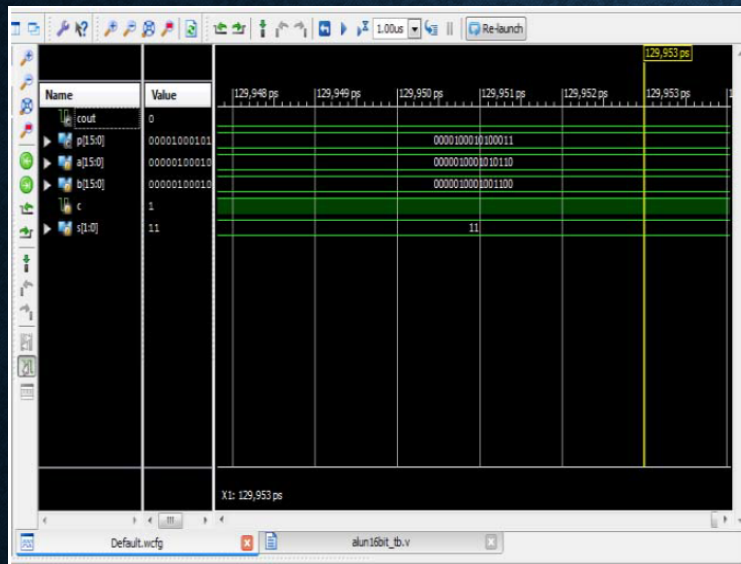 1.00us Re-launch
129,953 ps
Name Value
129,948 ps 129,949 ps 129,950 ps 129,951 ps 129,952 ps 129,953 ps
cout 0
p[15:0] 00001000101 0000100010100011
a[15:0] 00000100010 0000010001010110
b[15:0] 00000100010 0000010001001100
c 1
s[1:0] 11 11
X1: 129,953 ps
Default.wcfg alun16bit_tb.v